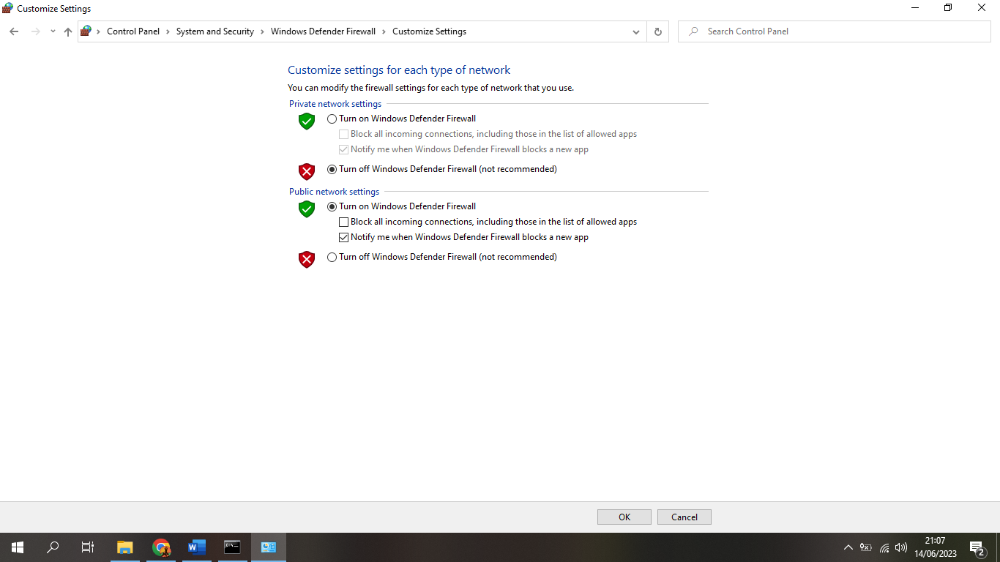 Customize Settings
Control Panel > System and Security > Windows Defender Firewall > Customize Settings
Search Control Panel
Customize settings for each type of network
You can modify the firewall settings for each type of network that you use.
Private network settings
Turn on Windows Defender Firewall
Block all incoming connections, including those in the list of allowed apps
Notify me when Windows Defender Firewall blocks a new app
Turn off Windows Defender Firewall (not recommended)
Public network settings
Turn on Windows Defender Firewall
Block all incoming connections, including those in the list of allowed apps
Notify me when Windows Defender Firewall blocks a new app
Turn off Windows Defender Firewall (not recommended)
OK Cancel
21:07
14/06/2023
2